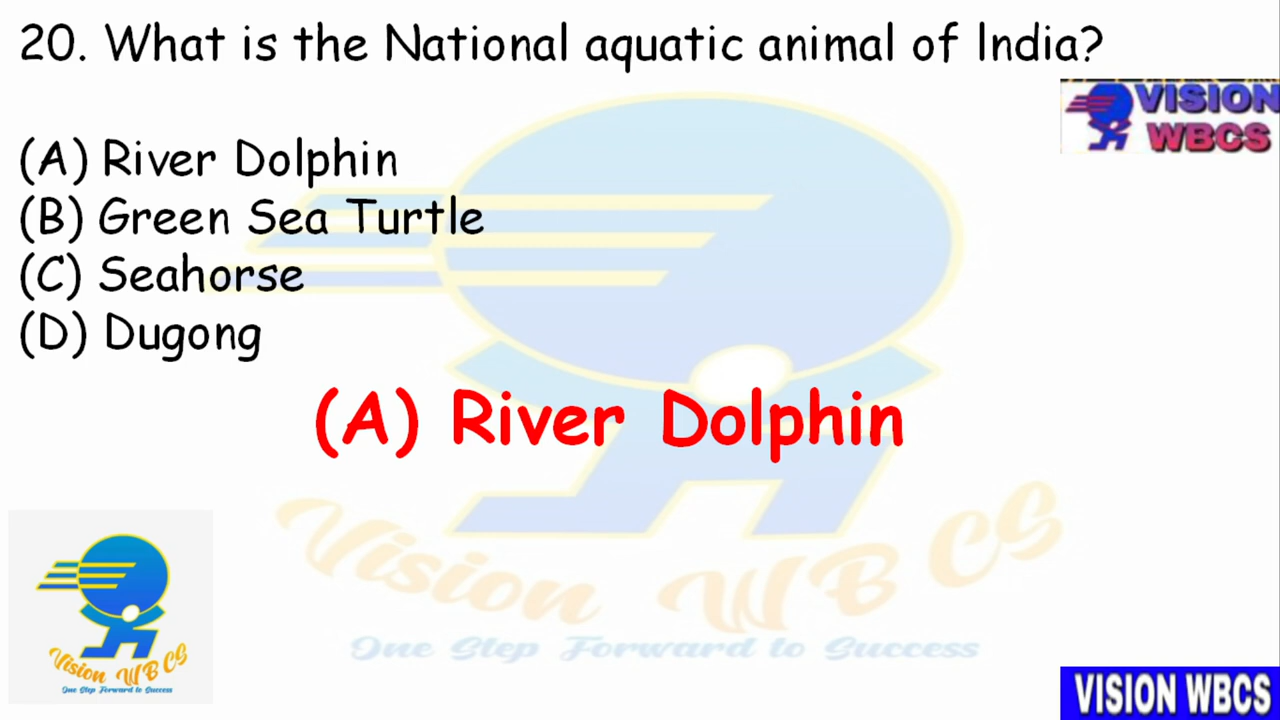 20. What is the National aquatic animal of India?
VISION
WBCS
(A) River Dolphin
(B) Green Sea Turtle
(C) Seahorse
(D) Dugong
(A) River Dolphin
Vision WBCS
One Step Forward to Success
Vision WBCS
One Step Forward to Success
VISION WBCS